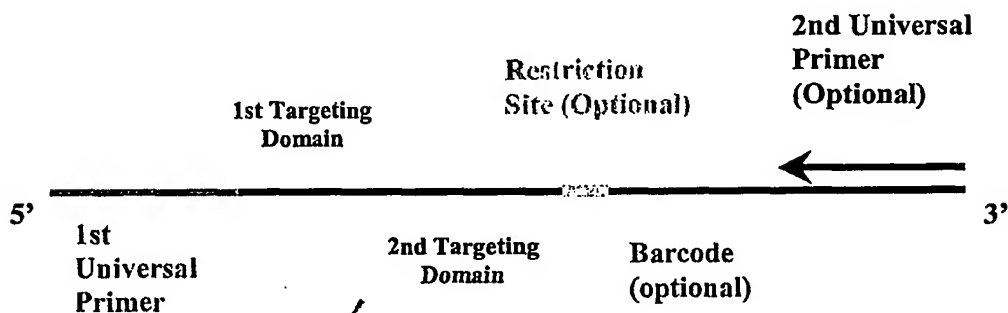 2nd Universal
Primer
(Optional)
Restriction
Site (Optional)
1st Targeting
Domain
5’
3’
1st
Universal
Primer
2nd Targeting
Domain
Barcode
(optional)